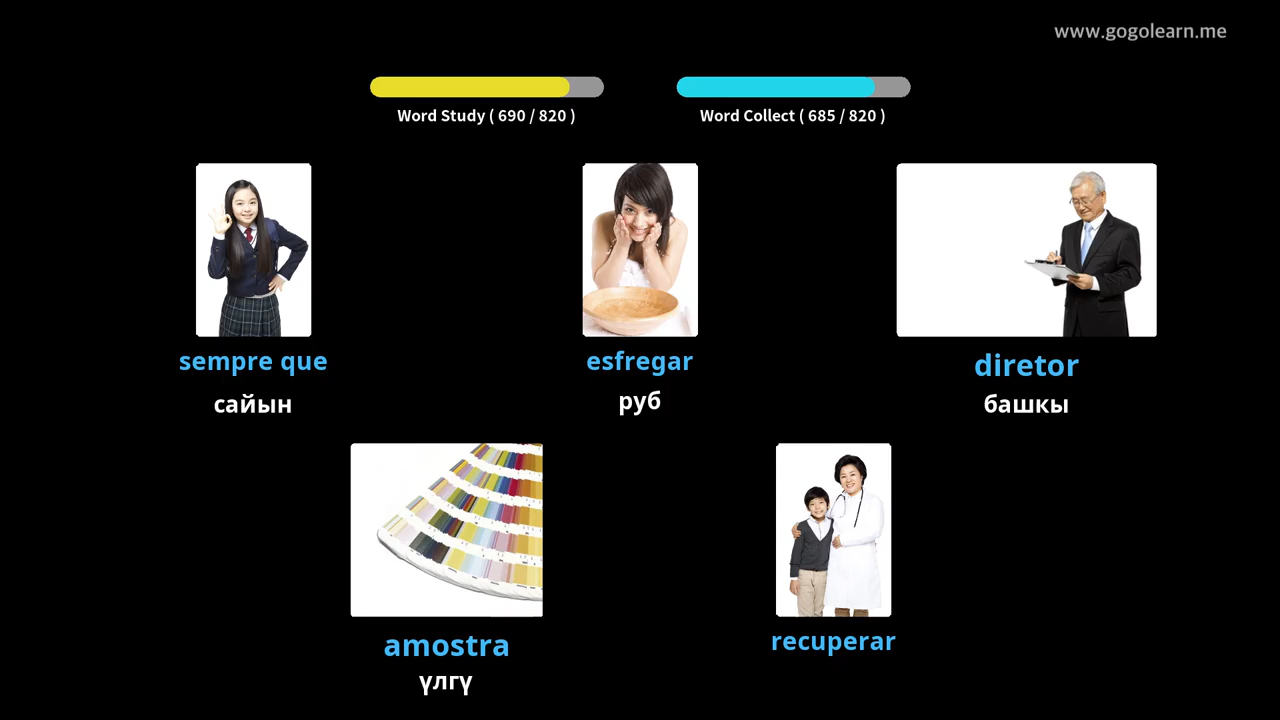 www.gogolearn.me
Word Study ( 690 / 820 )
Word Collect ( 685 / 820 )
sempre que
сайын
esfregar
руб
diretor
башкы
amostra
үлгү
recuperar